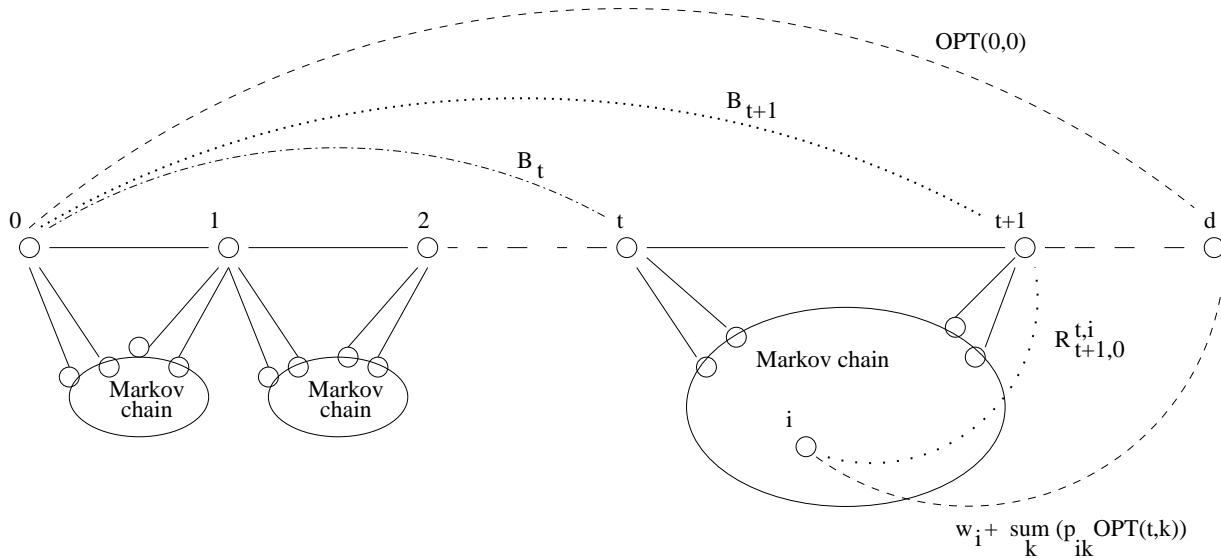 OPT(0,0)
B t+1
B t
0 1 2 t t+1 d
R t,i t+1,0
Markov chain
Markov chain
Markov chain
i
w i + sum k (p ik OPT(t,k))